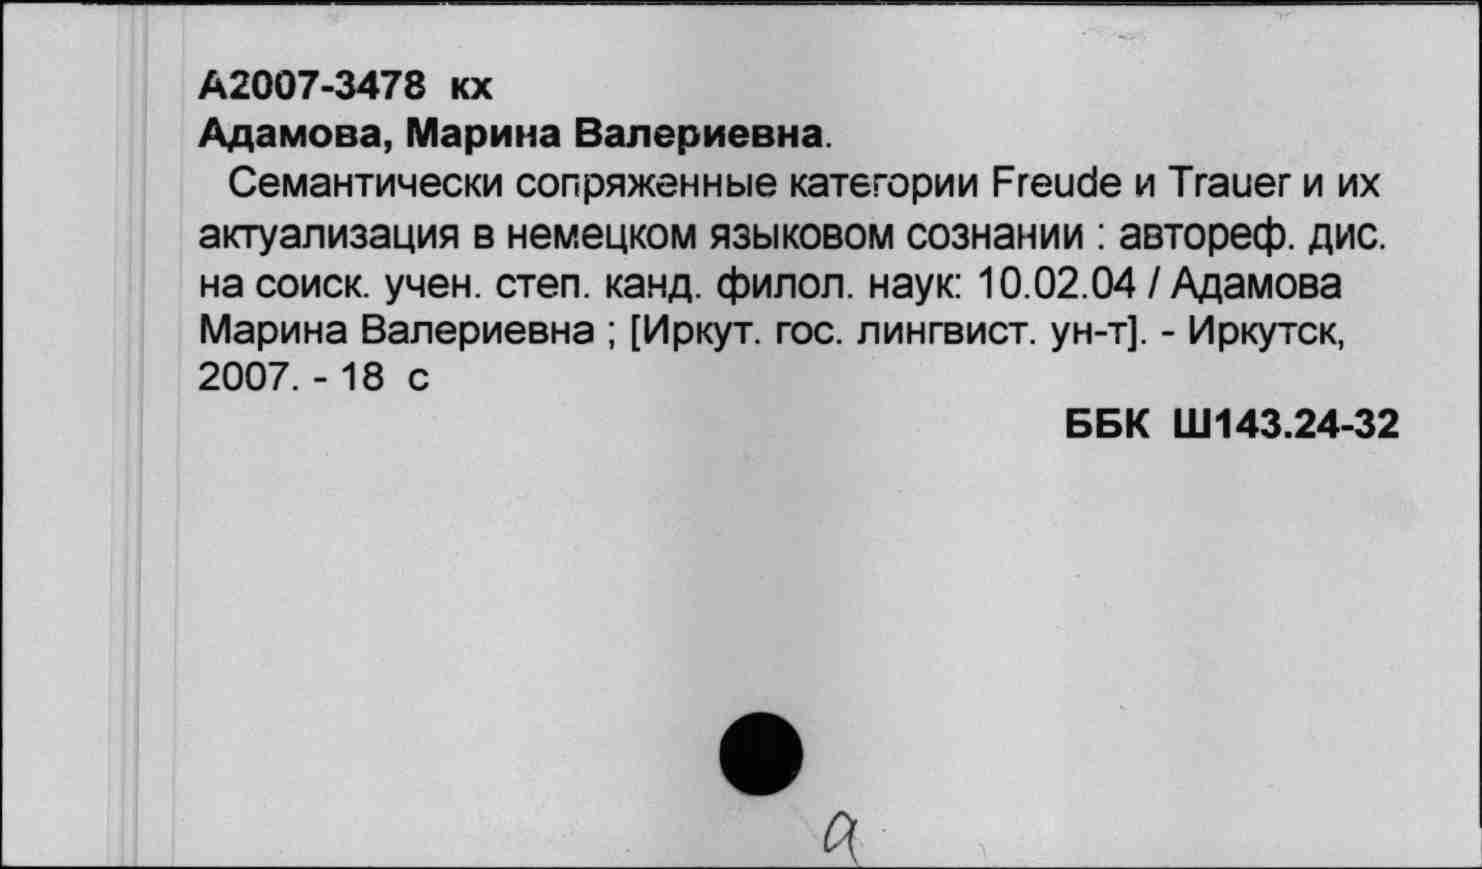 А2007-3478 кх
Адамова, Марина Валериевна.
Семантически сопряженные категории Freude и Trauer и их
актуализация в немецком языковом сознании : автореф. дис.
на соиск. учен. степ. канд. филол. наук: 10.02.04 / Адамова
Марина Валериевна ; [Иркут. гос. лингвист. ун-т]. - Иркутск,
2007. - 18 с
ББК Ш143.24-32
а